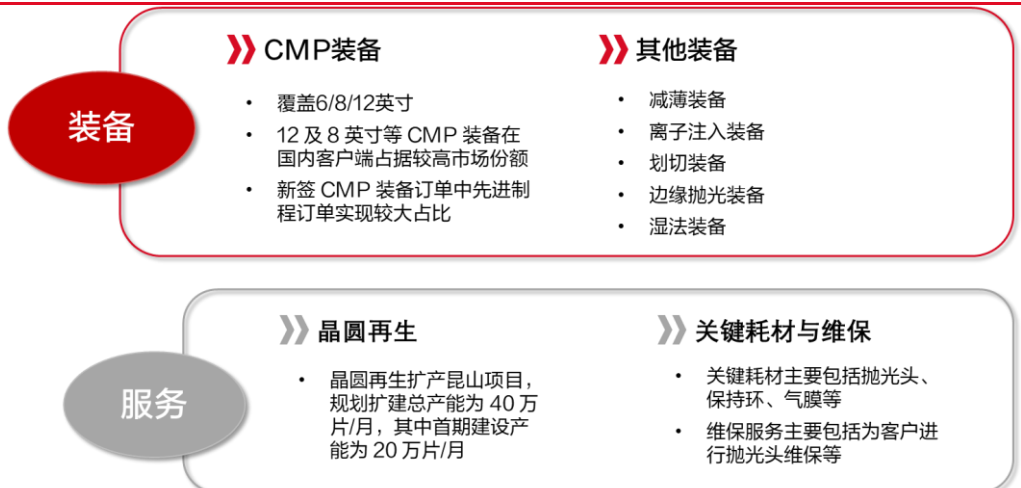 装备
CMP装备
• 覆盖6/8/12英寸
• 12 及 8 英寸等 CMP 装备在
国内客户端占据较高市场份额
• 新签 CMP 装备订单中先进制
程订单实现较大占比
其他装备
• 减薄装备
• 离子注入装备
• 划切装备
• 边缘抛光装备
• 湿法装备
服务
晶圆再生
• 晶圆再生扩产昆山项目，
规划扩建总产能为 40 万
片/月，其中首期建设产
能为 20 万片/月
关键耗材与维保
• 关键耗材主要包括抛光头、
保持环、气膜等
• 维保服务主要包括为客户进
行抛光头维保等